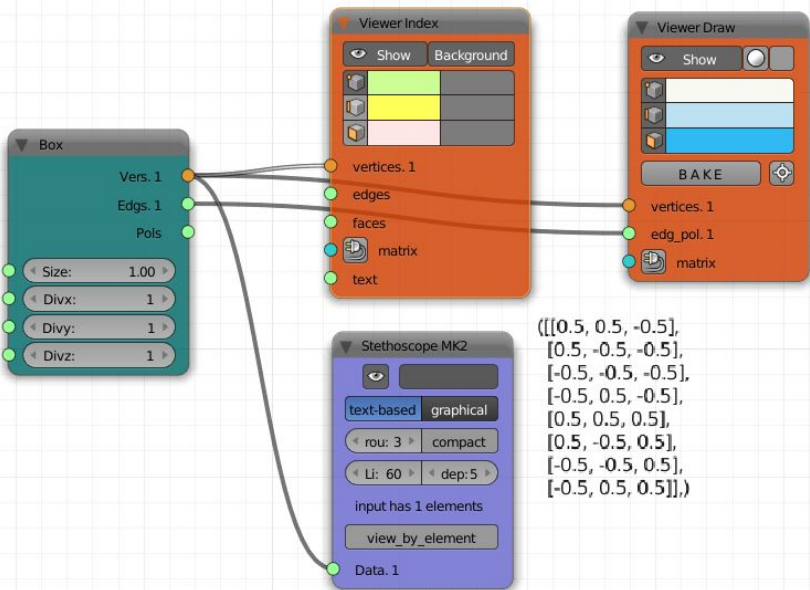 Box
Vers. 1
Edgs. 1
Pols
Size: 1.00
Divx: 1
Divy: 1
Divz: 1
Viewer Index
Show Background
vertices. 1
edges
faces
matrix
text
Viewer Draw
Show
BAKE
vertices. 1
edg_pol. 1
matrix
Stethoscope MK2
text-based graphical
rou: 3 compact
Li: 60 dep: 5
input has 1 elements
view_by_element
Data. 1
([[0.5, 0.5, -0.5],
[0.5, -0.5, -0.5],
[-0.5, -0.5, -0.5],
[-0.5, 0.5, -0.5],
[0.5, 0.5, 0.5],
[0.5, -0.5, 0.5],
[-0.5, -0.5, 0.5],
[-0.5, 0.5, 0.5]],)